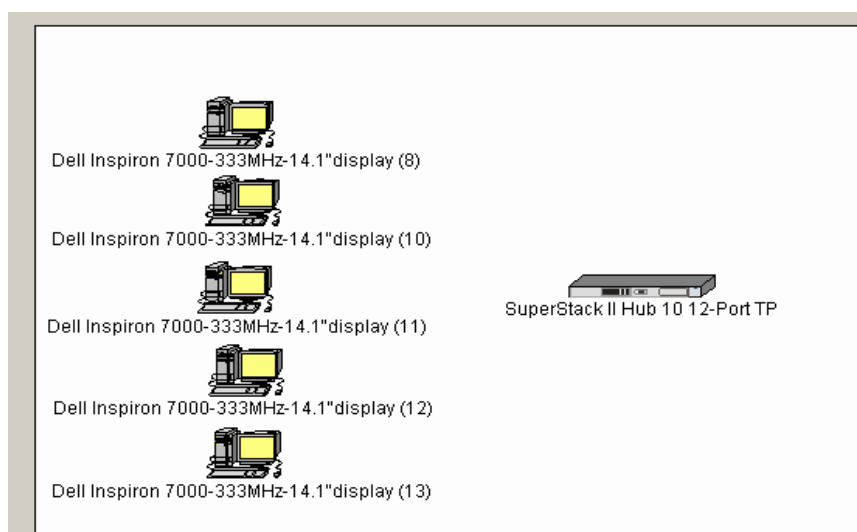 Dell Inspiron 7000-333MHz-14.1"display (8)
Dell Inspiron 7000-333MHz-14.1"display (10)
Dell Inspiron 7000-333MHz-14.1"display (11)
SuperStack II Hub 10 12-Port TP
Dell Inspiron 7000-333MHz-14.1"display (12)
Dell Inspiron 7000-333MHz-14.1"display (13)